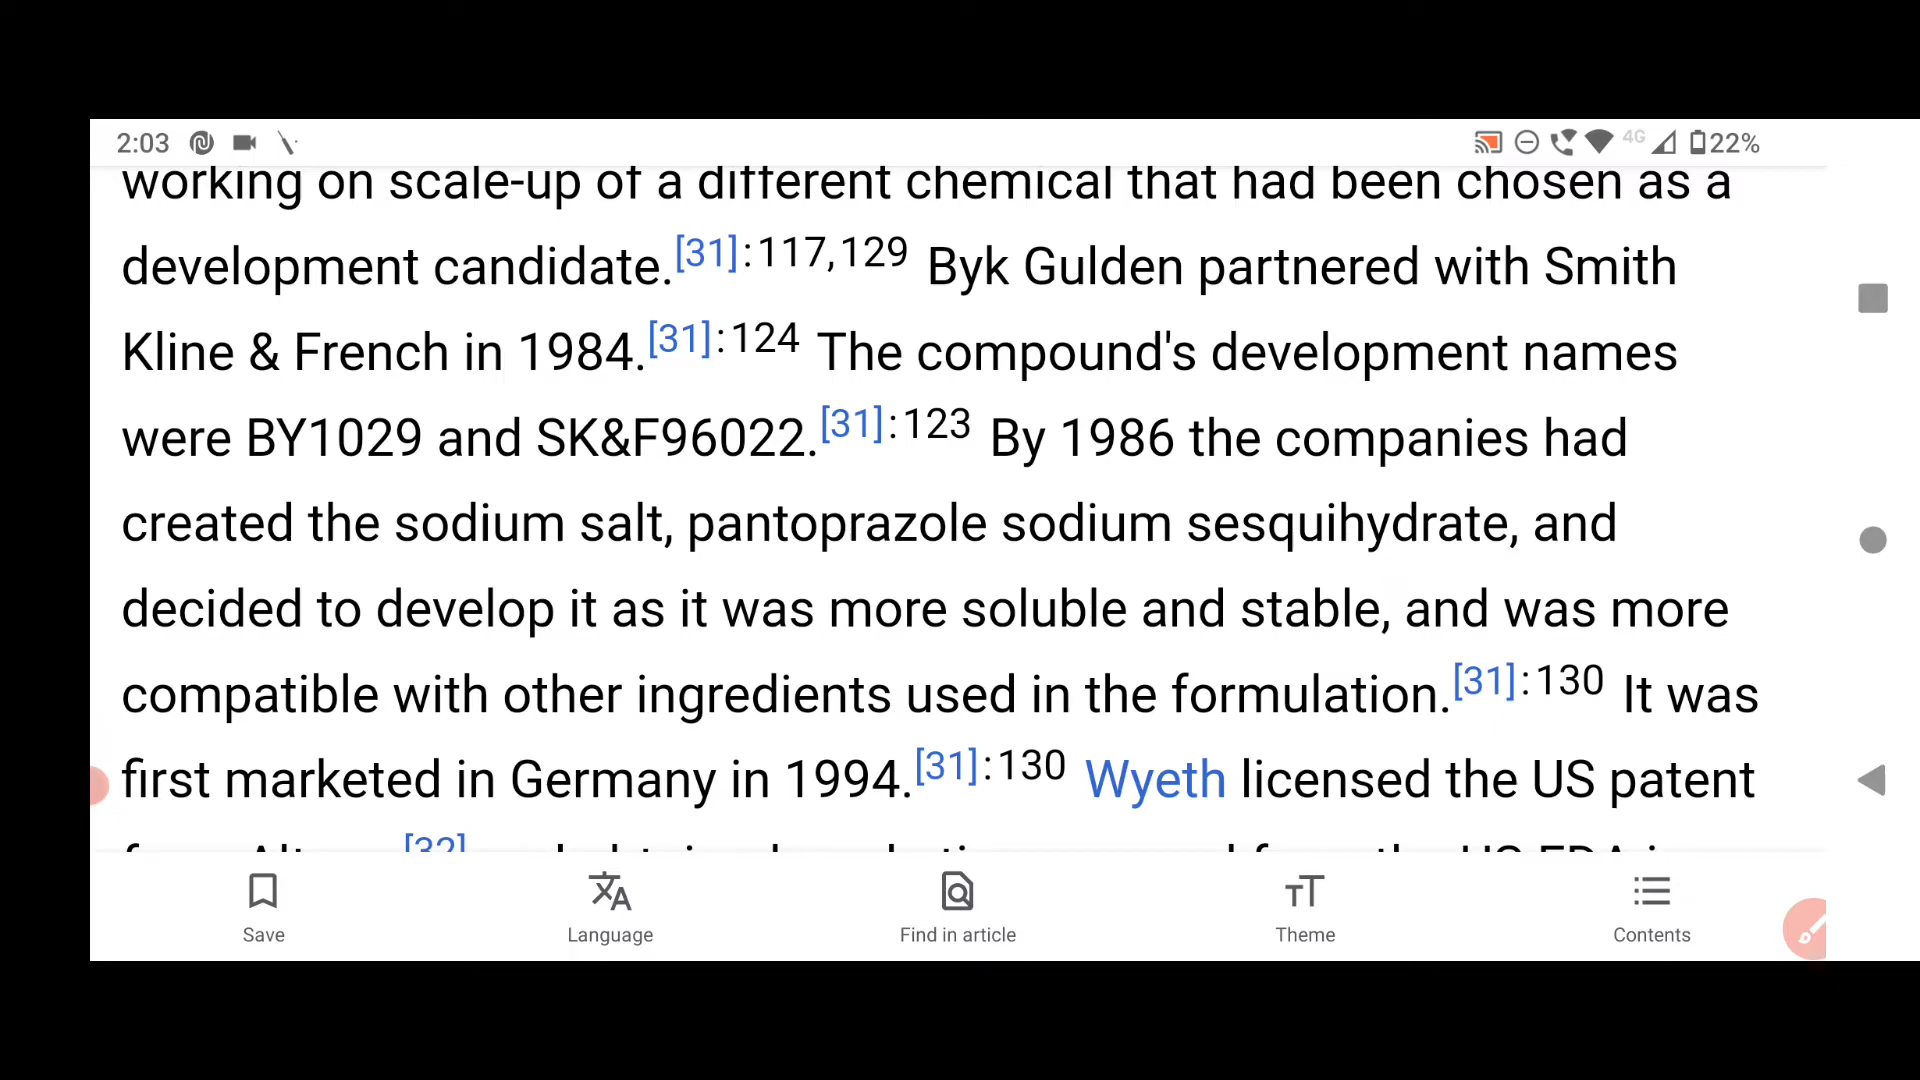 2:03 4G 22%
working on scale-up of a different chemical that had been chosen as a
development candidate.[31]:117,129 Byk Gulden partnered with Smith
Kline & French in 1984.[31]:124 The compound's development names
were BY1029 and SK&F96022.[31]:123 By 1986 the companies had
created the sodium salt, pantoprazole sodium sesquihydrate, and
decided to develop it as it was more soluble and stable, and was more
compatible with other ingredients used in the formulation.[31]:130 It was
first marketed in Germany in 1994.[31]:130 Wyeth licensed the US patent
[32] the US FDA
Save Language Find in article Theme Contents